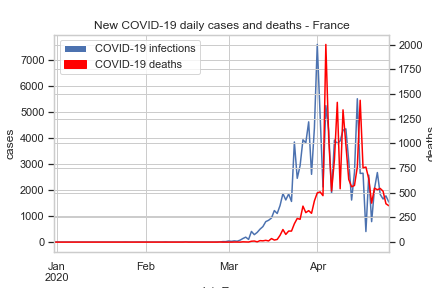 New COVID-19 daily cases and deaths - France
COVID-19 infections
COVID-19 deaths
7000
6000
5000
4000
3000
2000
1000
0
cases
2000
1750
1500
1250
1000
750
500
250
0
deaths
Jan
2020
Feb
Mar
Apr